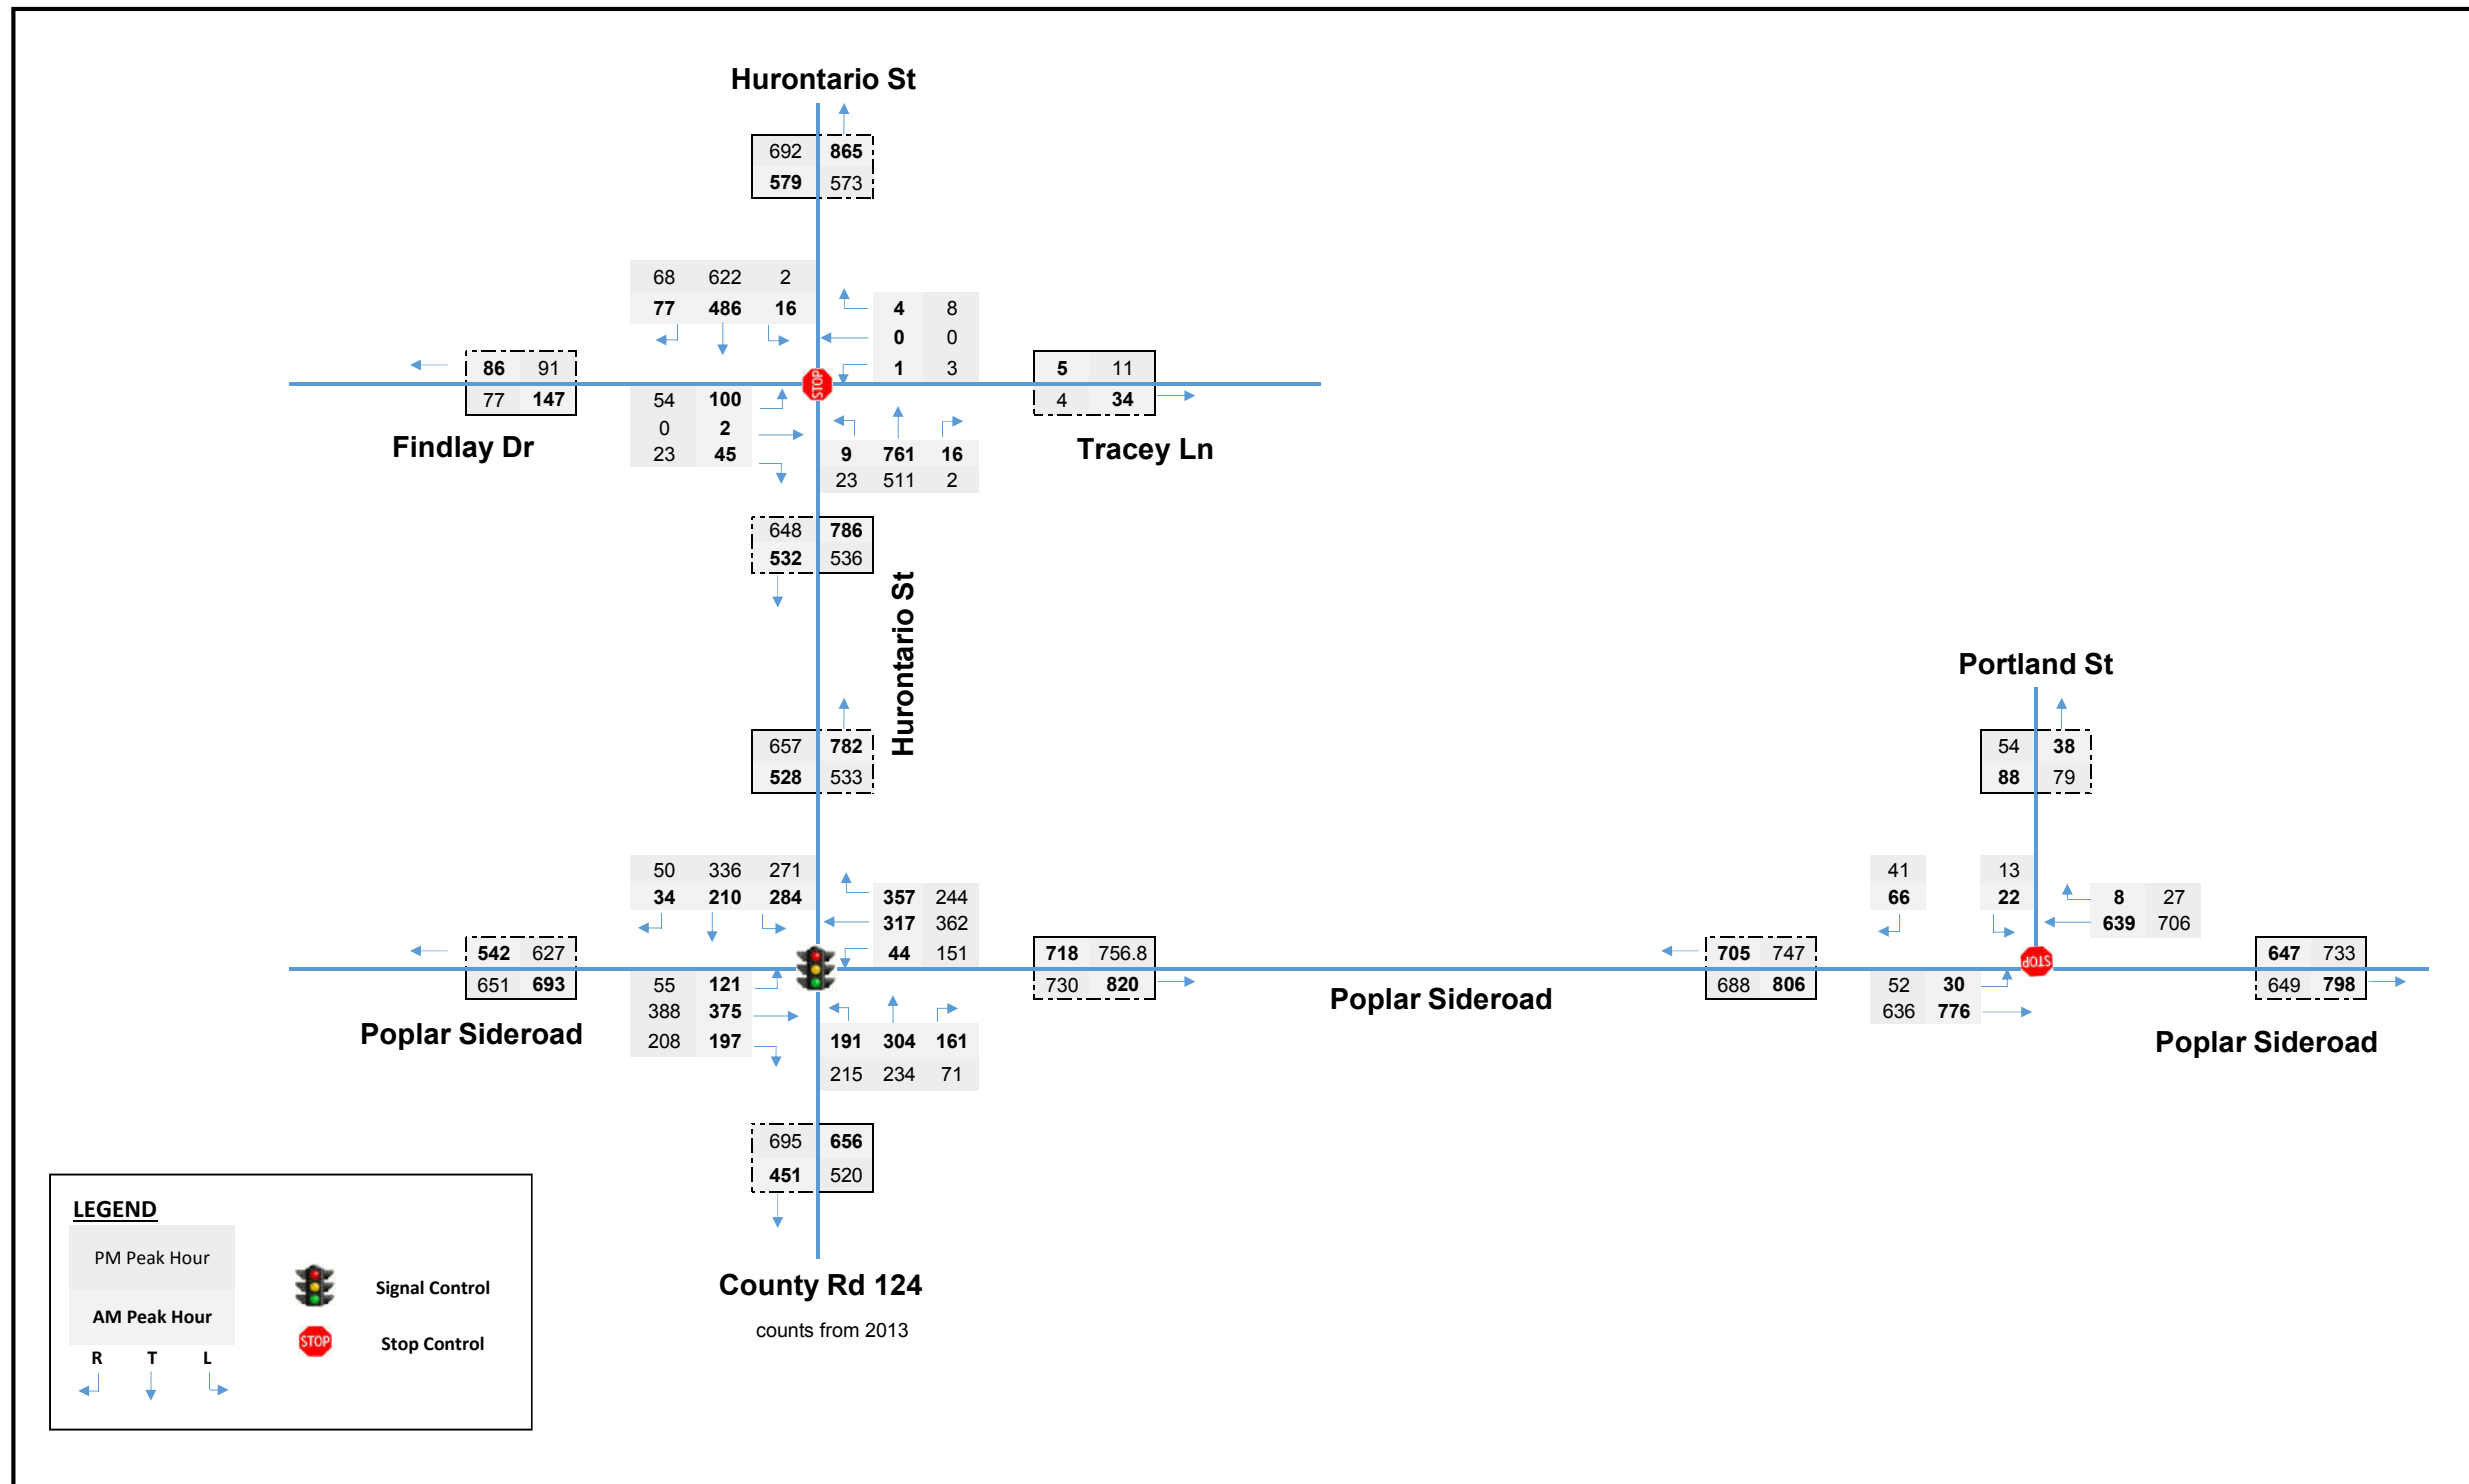 Hurontario St
692 865
579 573
68 622 2
77 486 16
4 8
0 0
1 3
86 91
77 147
5 11
4 34
54 100
0 2
23 45
Findlay Dr
Tracey Ln
9 761 16
23 511 2
STOP
648 786
532 536
Hurontario St
657 782
528 533
50 336 271
34 210 284
357 244
317 362
44 151
542 627
651 693
718 756.8
730 820
55 121
388 375
208 197
Poplar Sideroad
191 304 161
215 234 71
695 656
451 520
County Rd 124
counts from 2013
Poplar Sideroad
Portland St
54 38
88 79
41 13
66 22
8 27
639 706
705 747
688 806
STOP
647 733
649 798
52 30
636 776
Poplar Sideroad
LEGEND
PM Peak Hour
AM Peak Hour
R T L
Signal Control
STOP
Stop Control